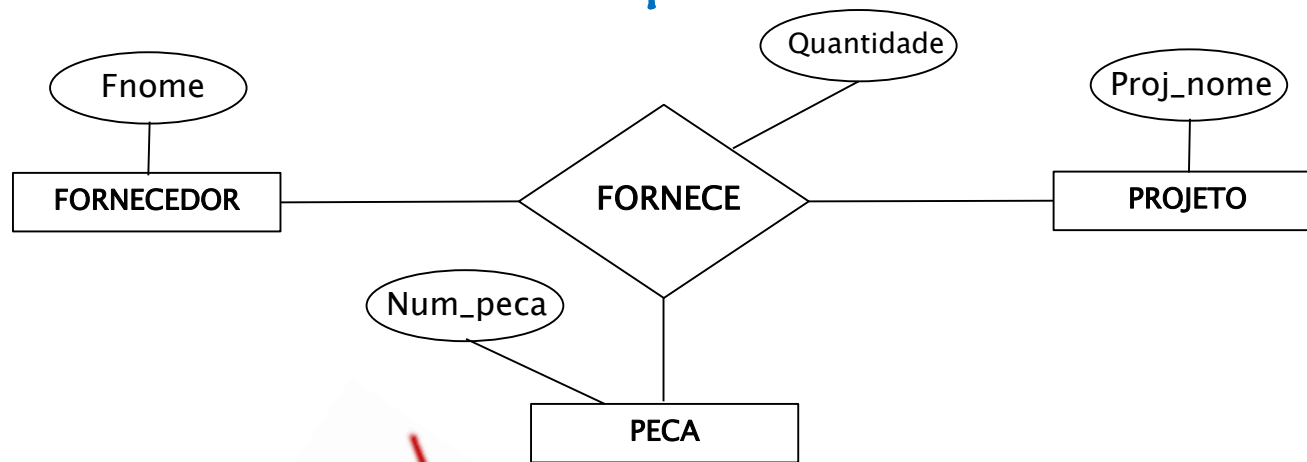 Quantidade
Fnome
Proj_nome
FORNECEDOR
FORNECE
PROJETO
Num_peca
PECA